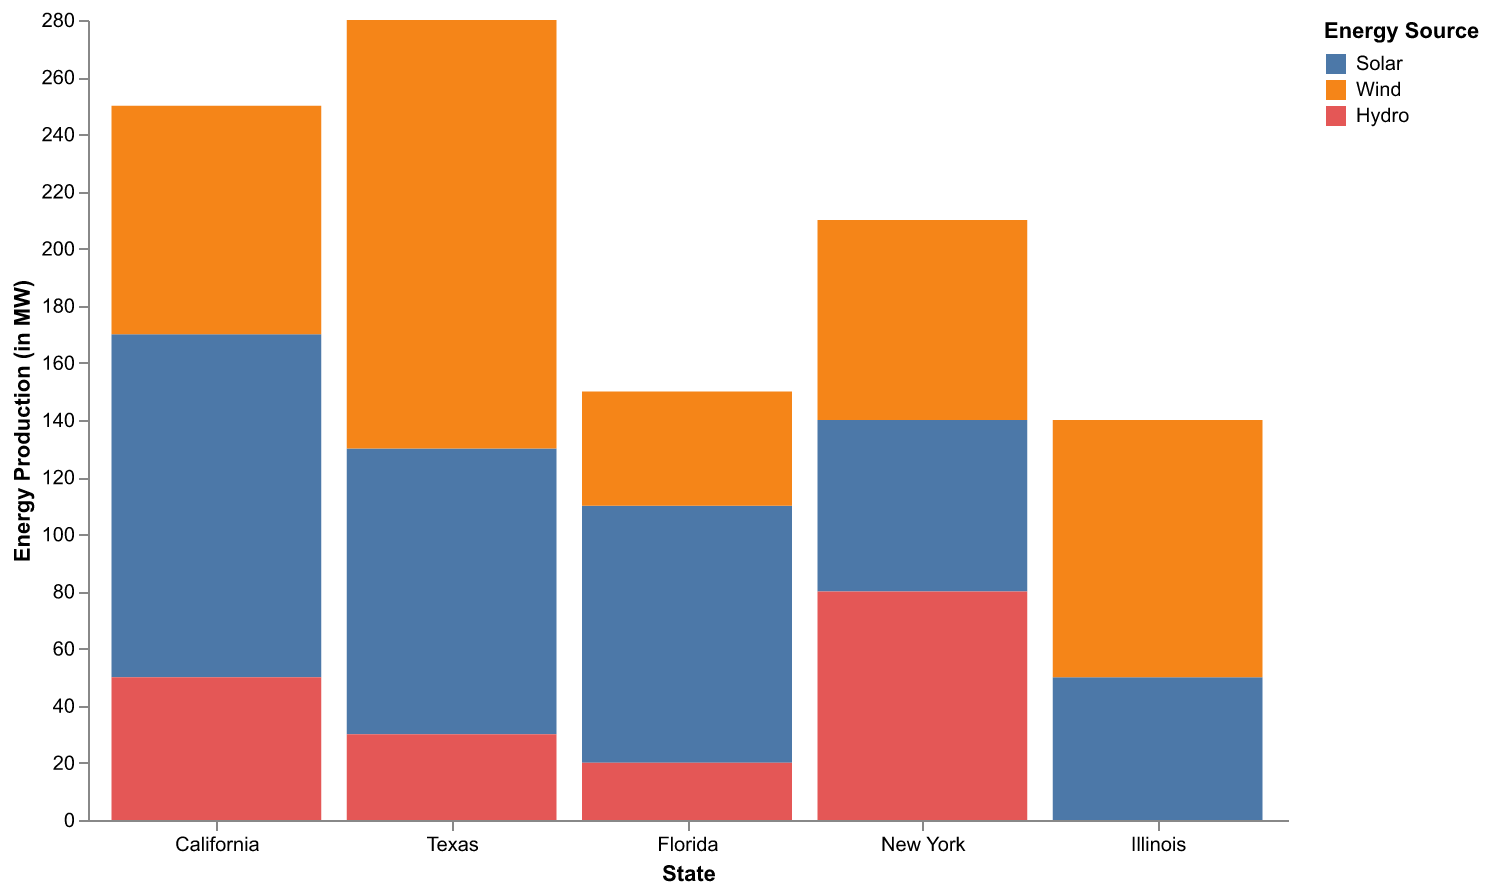 Energy Source
Solar
Wind
Hydro
Energy Production (in MW)
280
260
240
220
200
180
160
140
120
100
80
60
40
20
0
California Texas Florida New York Illinois
State